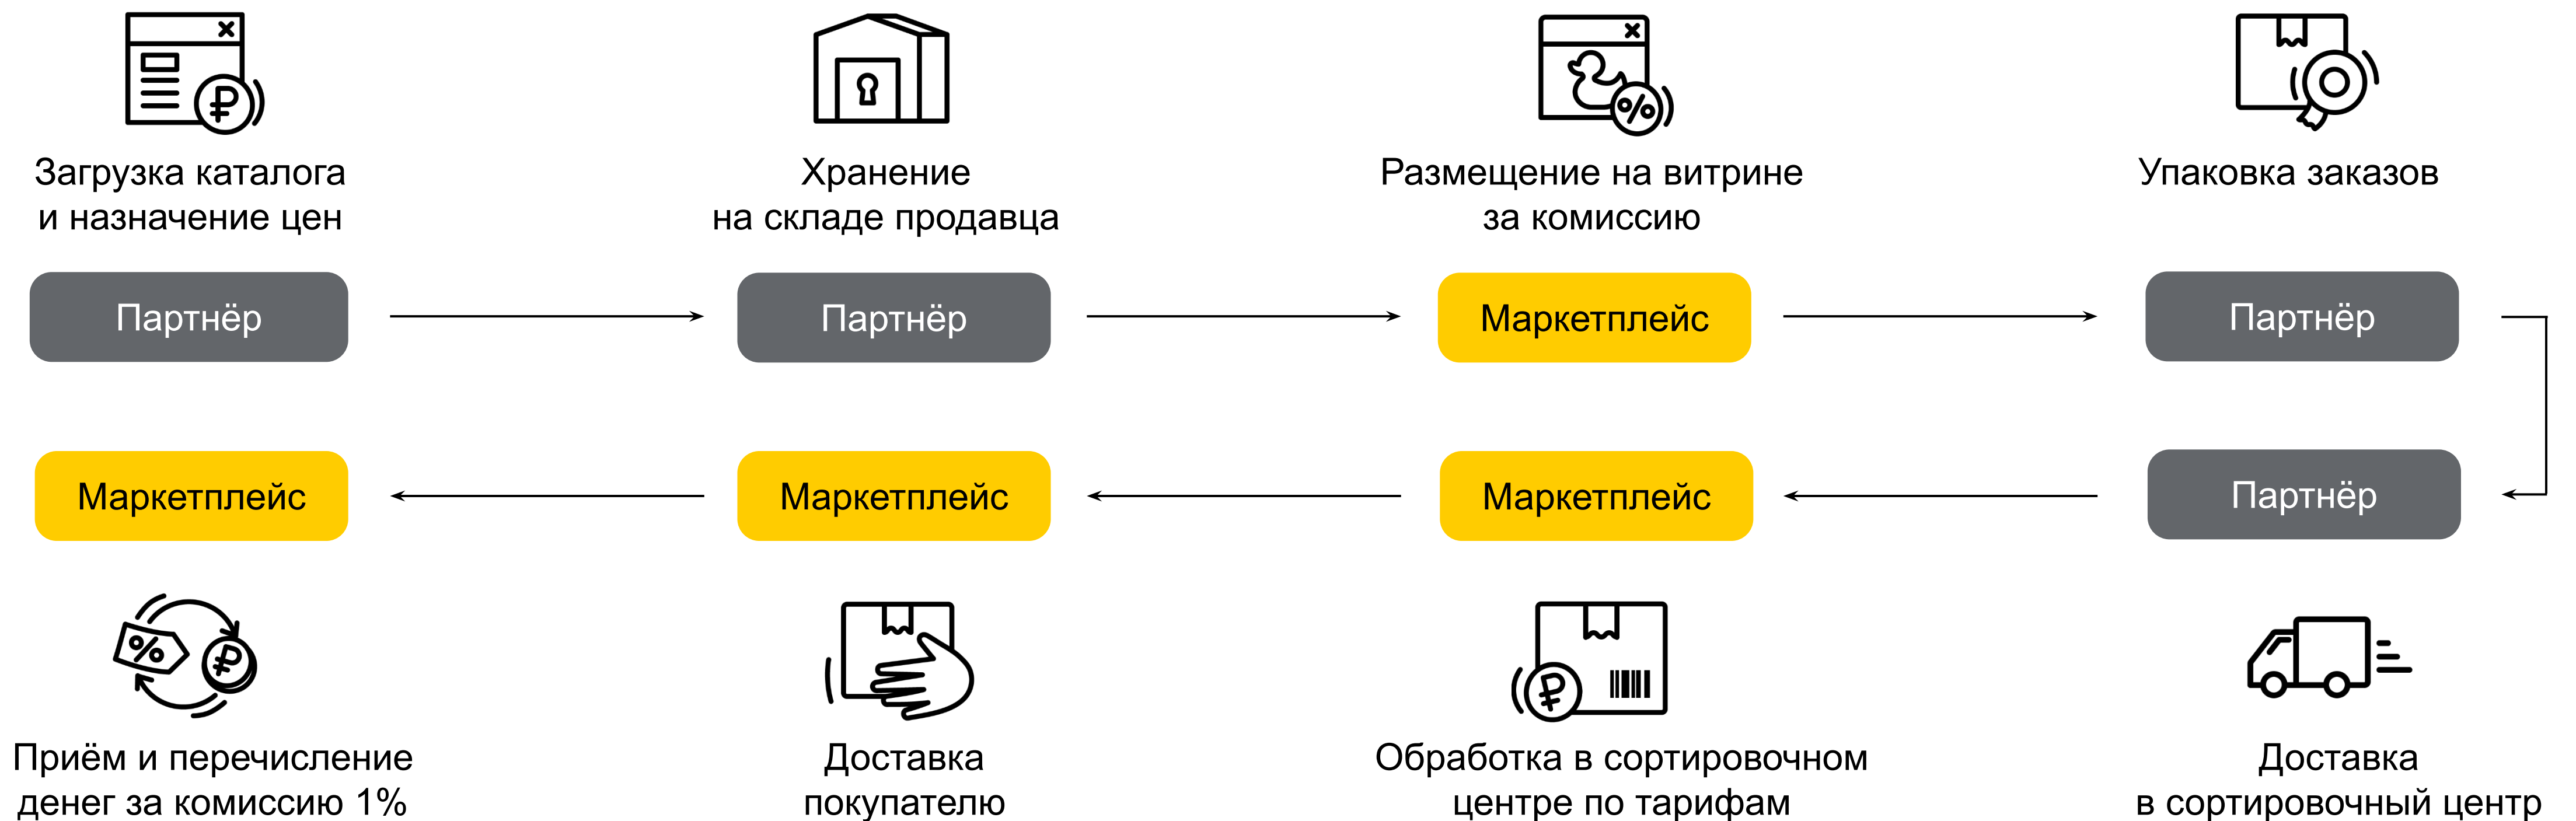 Загрузка каталога
и назначение цен
Хранение
на складе продавца
Размещение на витрине
за комиссию
Упаковка заказов
Партнёр
Партнёр
Маркетплейс
Партнёр
Маркетплейс
Маркетплейс
Маркетплейс
Партнёр
Приём и перечисление
денег за комиссию 1%
Доставка
покупателю
Обработка в сортировочном
центре по тарифам
Доставка
в сортировочный центр